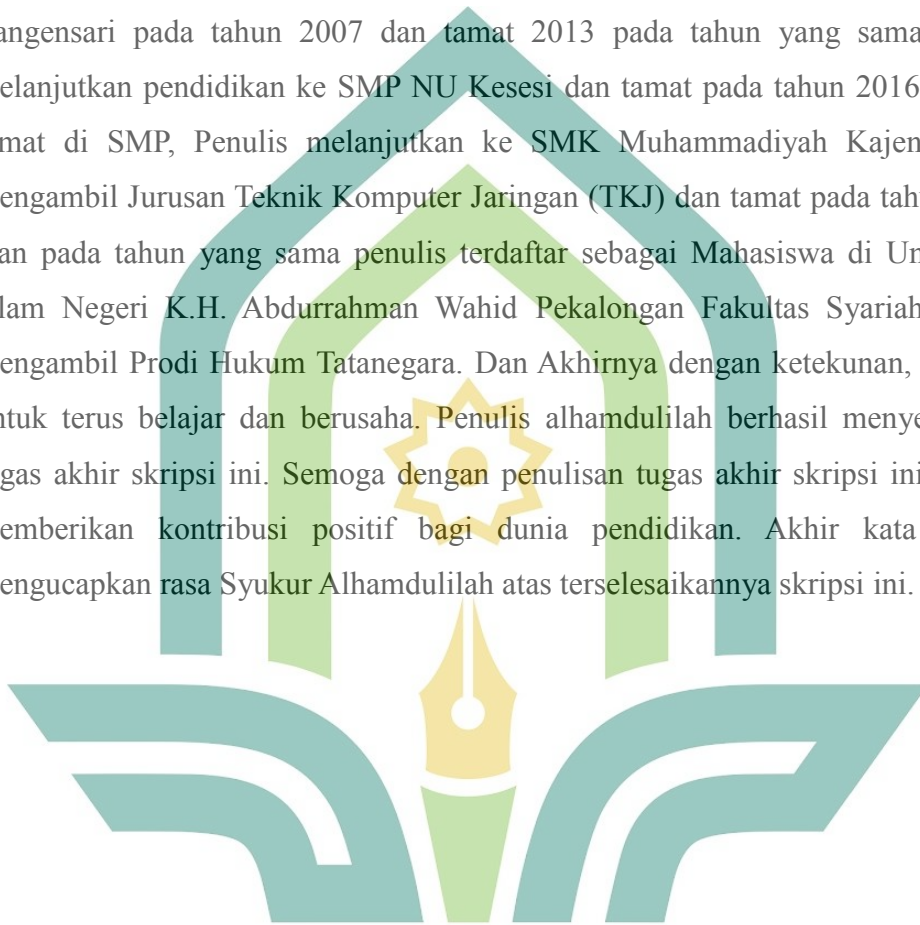 angensari pada tahun 2007 dan tamat 2013 pada tahun yang sama
elanjutkan pendidikan ke SMP NU Kesesi dan tamat pada tahun 2016
mat di SMP, Penulis melanjutkan ke SMK Muhammadiyah Kajen
engambil Jurusan Teknik Komputer Jaringan (TKJ) dan tamat pada tahu
an pada tahun yang sama penulis terdaftar sebagai Mahasiswa di Un
lam Negeri K.H. Abdurrahman Wahid Pekalongan Fakultas Syariah
engambil Prodi Hukum Tatanegara. Dan Akhirnya dengan ketekunan,
ntuk terus belajar dan berusaha. Penulis alhamdulilah berhasil menye
gas akhir skripsi ini. Semoga dengan penulisan tugas akhir skripsi ini
emberikan kontribusi positif bagi dunia pendidikan. Akhir kata
engucapkan rasa Syukur Alhamdulilah atas terselesaikannya skripsi ini.